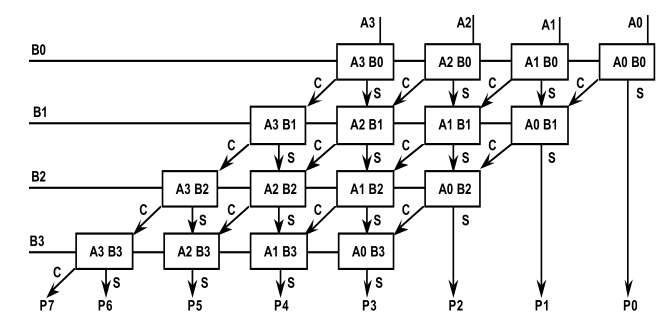 A3 A2 A1 A0
B0
A3 B0 A2 B0 A1 B0 A0 B0
C S C S C S C S
B1
A3 B1 A2 B1 A1 B1 A0 B1
C S C S C S C S
B2
A3 B2 A2 B2 A1 B2 A0 B2
C S C S C S C S
B3
A3 B3 A2 B3 A1 B3 A0 B3
C S S S S
P7 P6 P5 P4 P3 P2 P1 P0